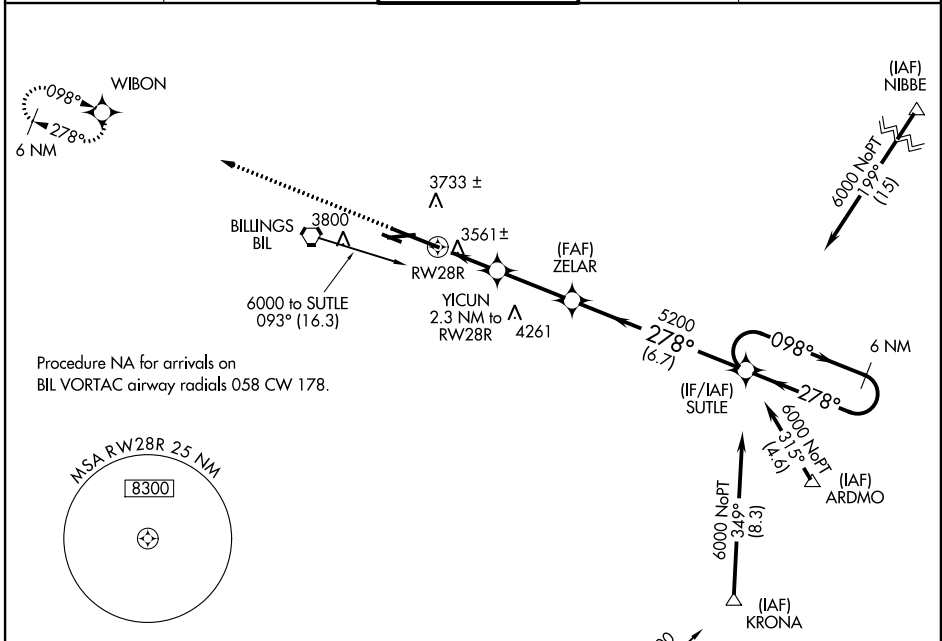 WIBON
098°
278°
6 NM
(IAF)
NIBBE
6000 NoPT
199°
(15)
3733 ±
BILLINGS
BIL
3800
3561±
RW28R
(FAF)
ZELAR
YICUN
2.3 NM to
RW28R
4261
6000 to SUTLE
093° (16.3)
5200
278°
(6.7)
098°
6 NM
278°
(IF/IAF)
SUTLE
Procedure NA for arrivals on
BIL VORTAC airway radials 058 CW 178.
6000 NoPT
315°
(4.6)
(IAF)
ARDMO
MSA RW28R 25 NM
8300
6000 NoPT
349°
(8.3)
(IAF)
KRONA